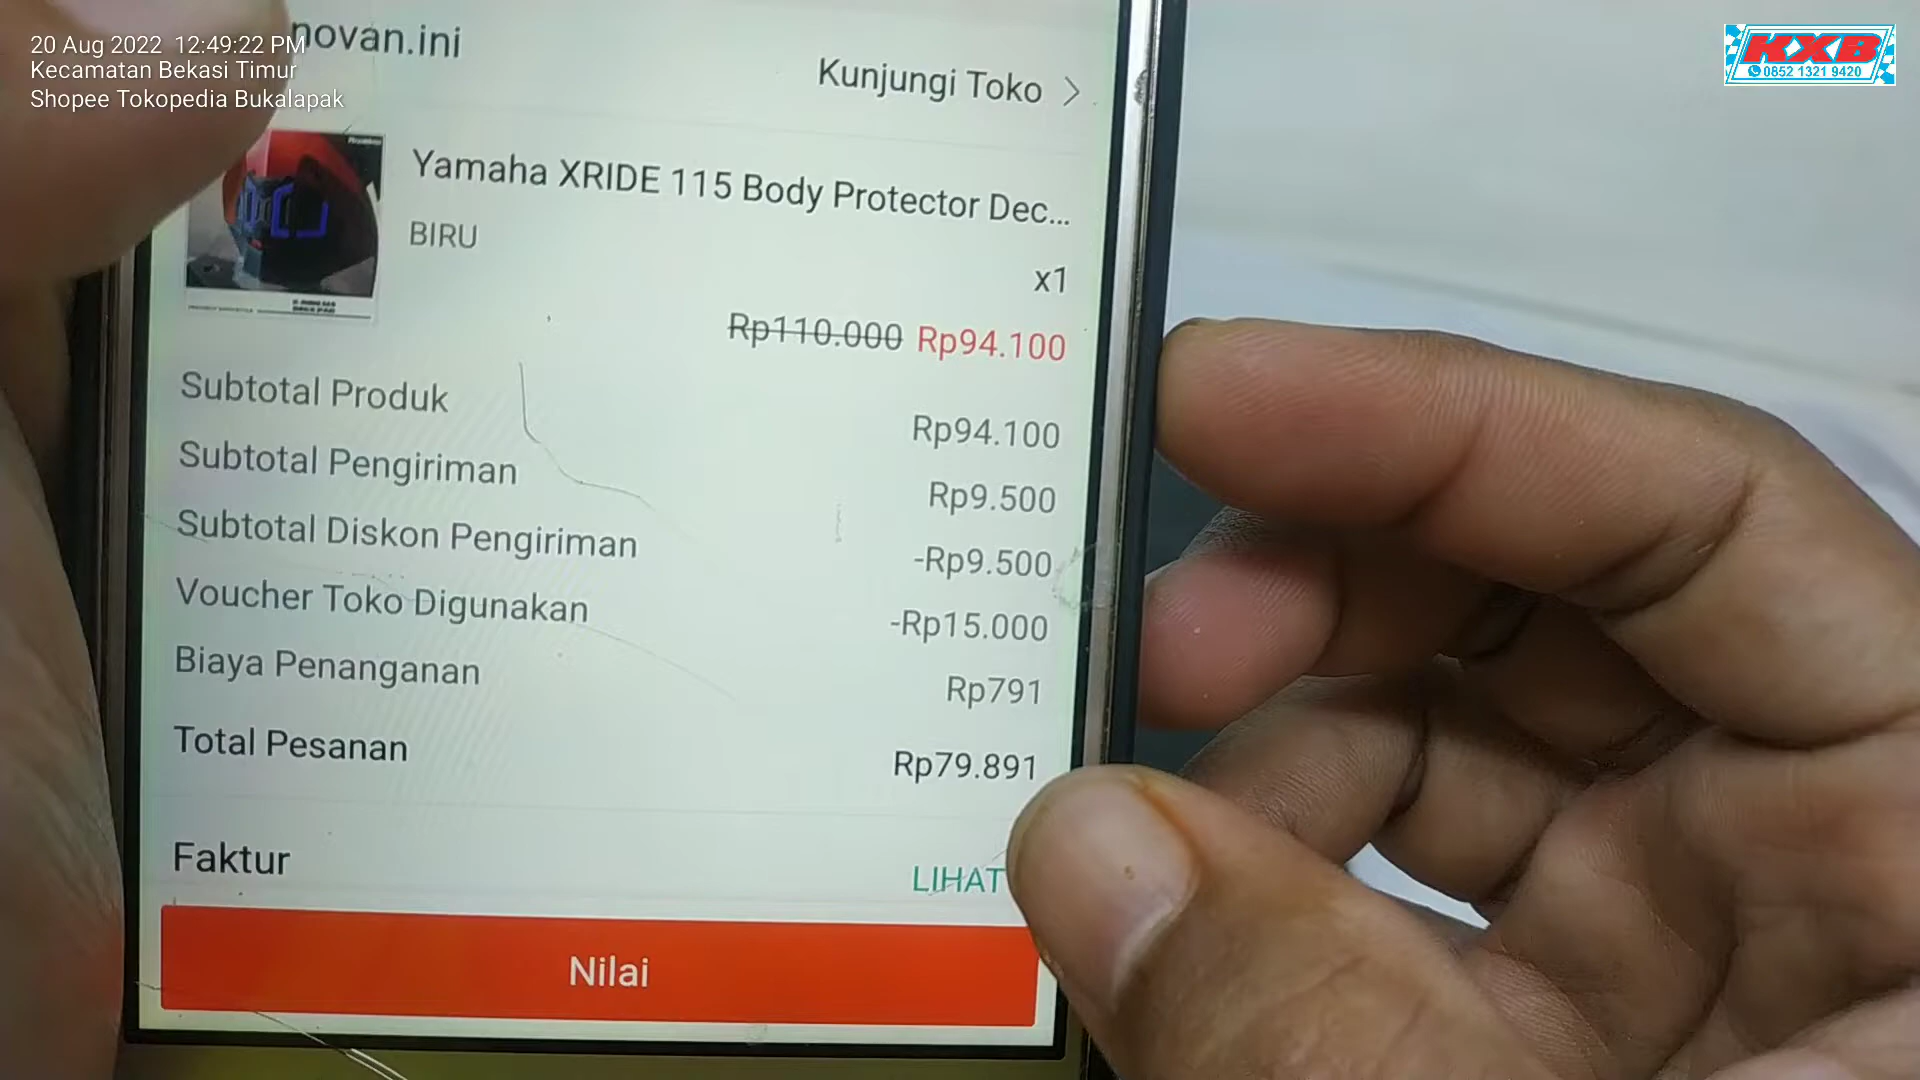 20 Aug 2022 12:49:22 PM
Kecamatan Bekasi Timur
Shopee Tokopedia Bukalapak
KXB
0852 1321 9420
novan.ini
Kunjungi Toko
Yamaha XRIDE 115 Body Protector Dec...
BIRU
x1
Rp110.000 Rp94.100
Subtotal Produk Rp94.100
Subtotal Pengiriman Rp9.500
Subtotal Diskon Pengiriman -Rp9.500
Voucher Toko Digunakan -Rp15.000
Biaya Penanganan Rp791
Total Pesanan Rp79.891
Faktur LIHAT
Nilai